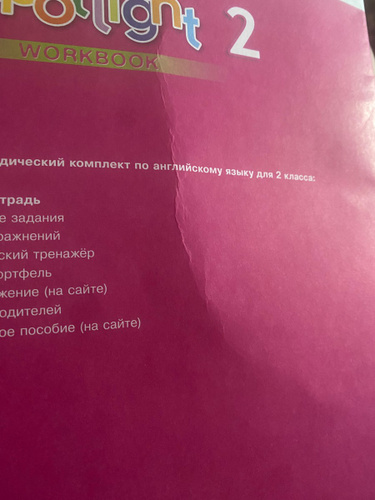 potlight 2
WORKBOOK
дический комплект по английскому языку для 2 класса:
традь
е задания
ражнений
ский тренажёр
ортфель
жение (на сайте)
одителей
ое пособие (на сайте)